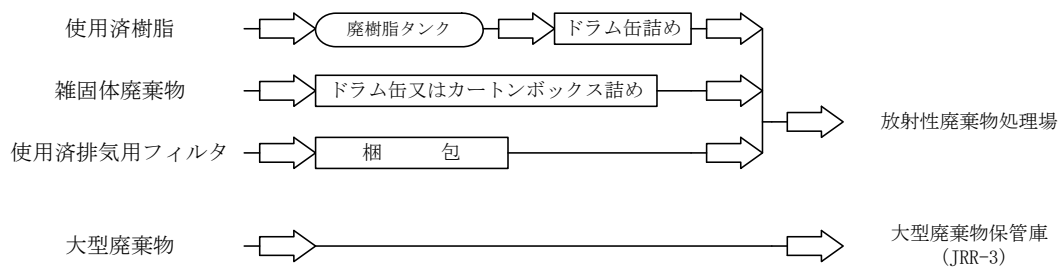 使用済樹脂
廃樹脂タンク
ドラム缶詰め
雑固体廃棄物
ドラム缶又はカートンボックス詰め
放射性廃棄物処理場
使用済排気用フィルタ
梱　　包
大型廃棄物
大型廃棄物保管庫
(JRR-3)